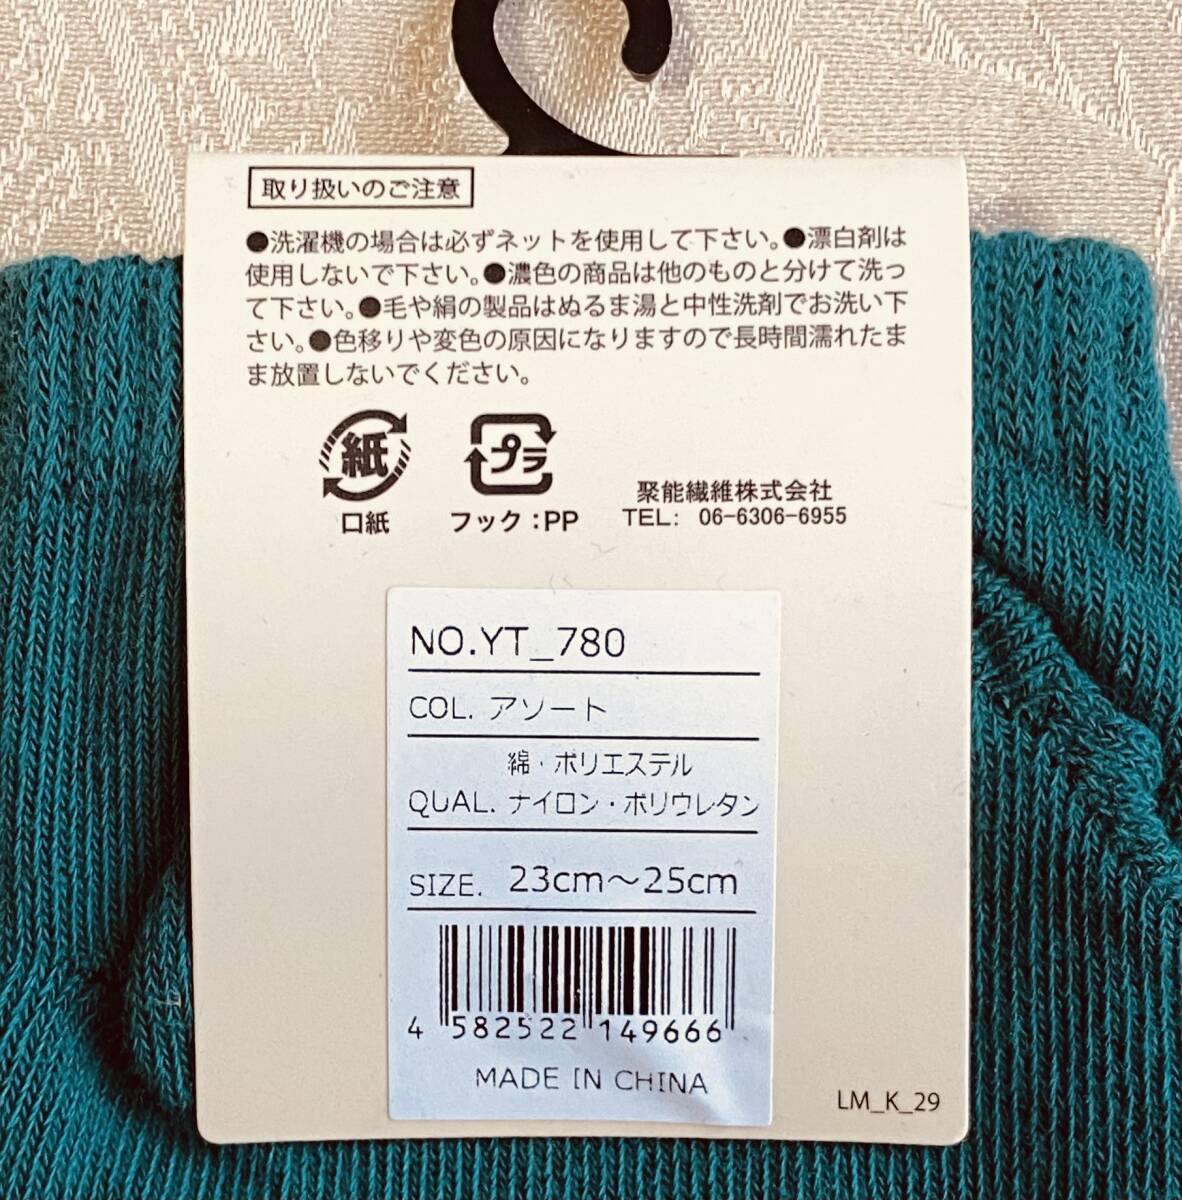 取り扱いのご注意
●洗濯機の場合は必ずネットを使用して下さい。●漂白剤は
使用しないで下さい。●濃色の商品は他のものと分けて洗っ
て下さい。●毛や絹の製品はぬるま湯と中性洗剤でお洗い下
さい。●色移りや変色の原因になりますので長時間濡れたま
ま放置しないでください。
紙
プラ
口紙
フック：PP
聚能繊維株式会社
TEL: 06-6306-6955
NO.YT_780
COL. アソート
綿・ポリエステル
QUAL. ナイロン・ポリウレタン
SIZE. 23cm～25cm
4 582522 149666
MADE IN CHINA
LM_K_29